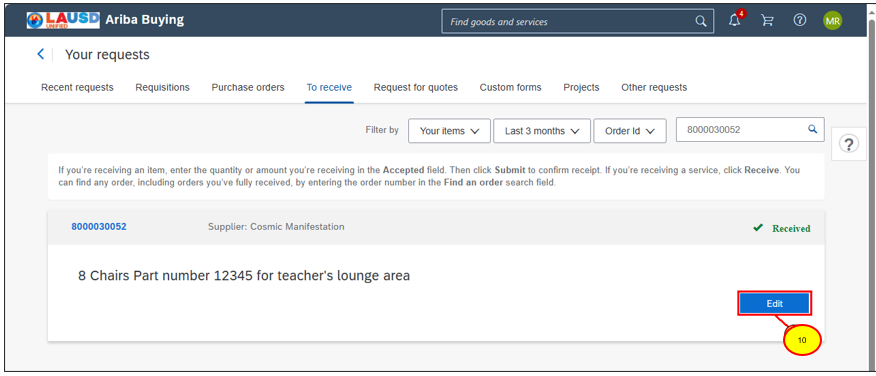 LAUSD Ariba Buying
UNIFIED
Find goods and services
4
MR
Your requests
Recent requests Requisitions Purchase orders To receive Request for quotes Custom forms Projects Other requests
Filter by Your items Last 3 months Order Id 8000030052
?
If you're receiving an item, enter the quantity or amount you're receiving in the Accepted field. Then click Submit to confirm receipt. If you're receiving a service, click Receive. You
can find any order, including orders you've fully received, by entering the order number in the Find an order search field.
8000030052 Supplier: Cosmic Manifestation Received
8 Chairs Part number 12345 for teacher's lounge area
Edit
10